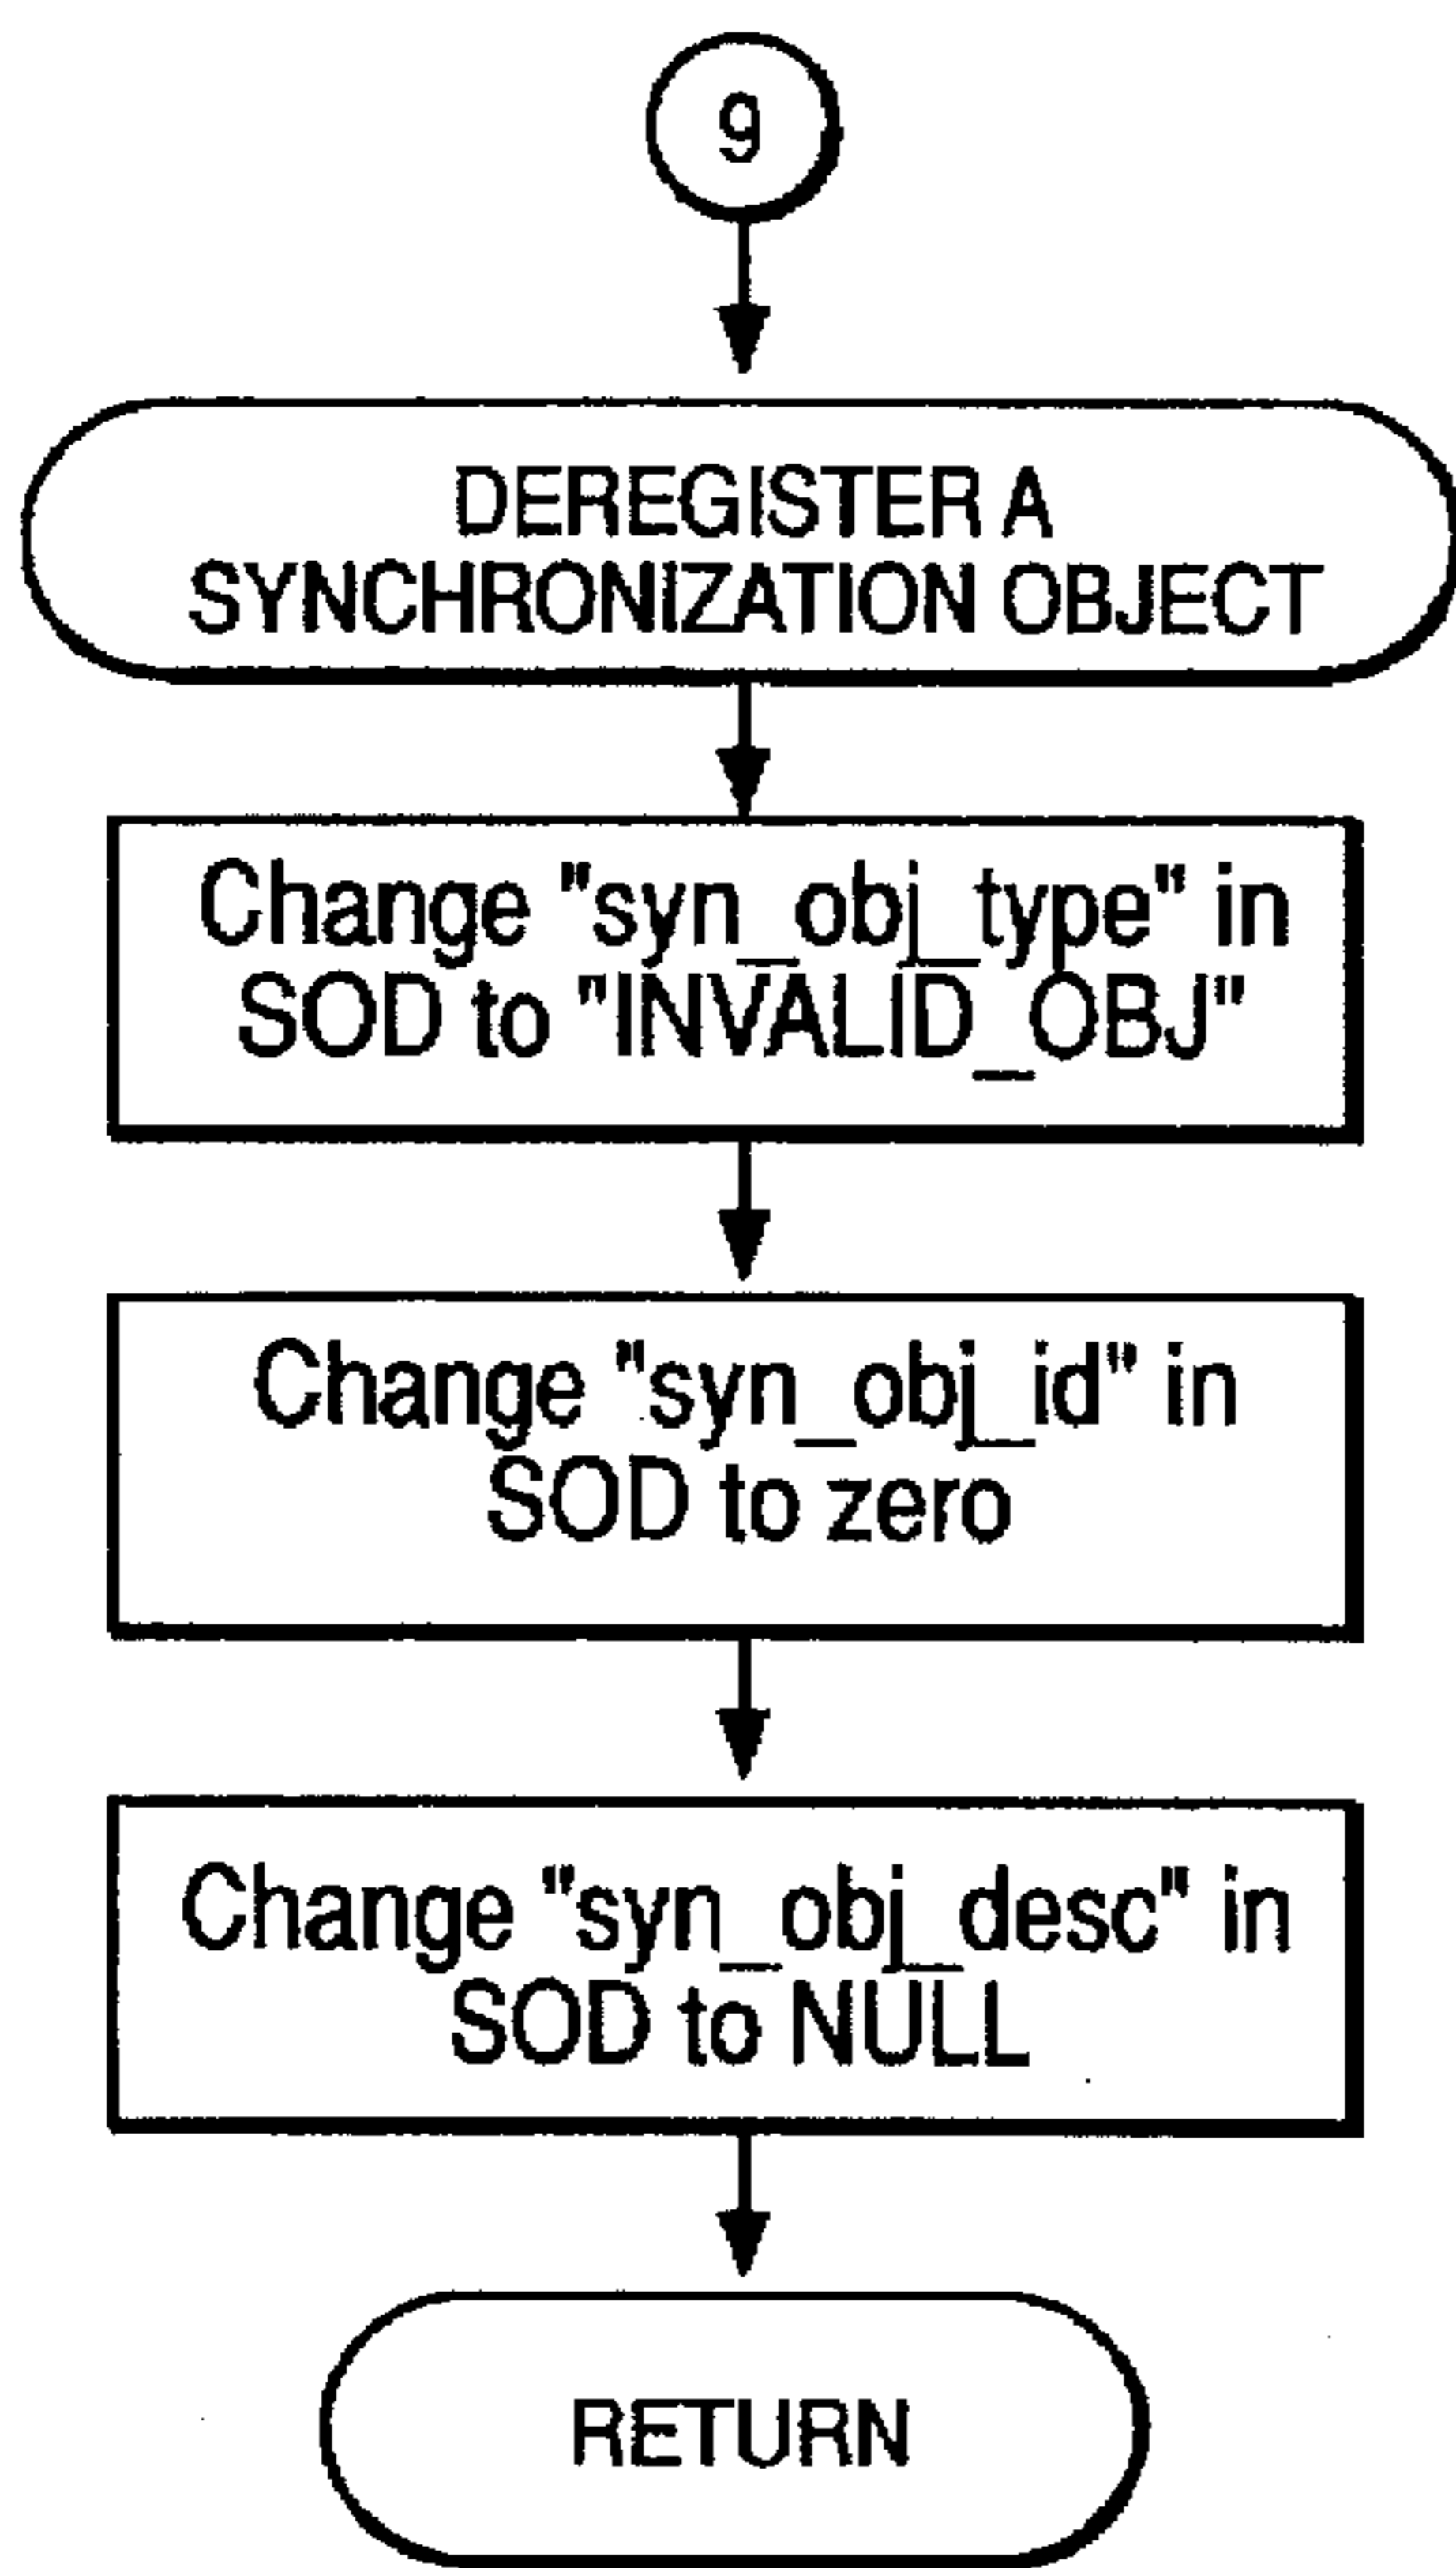 9
DEREGISTER A
SYNCHRONIZATION OBJECT
Change "syn_obj_type" in
SOD to "INVALID_OBJ"
Change "syn_obj_id" in
SOD to zero
Change "syn_obj_desc" in
SOD to NULL
RETURN